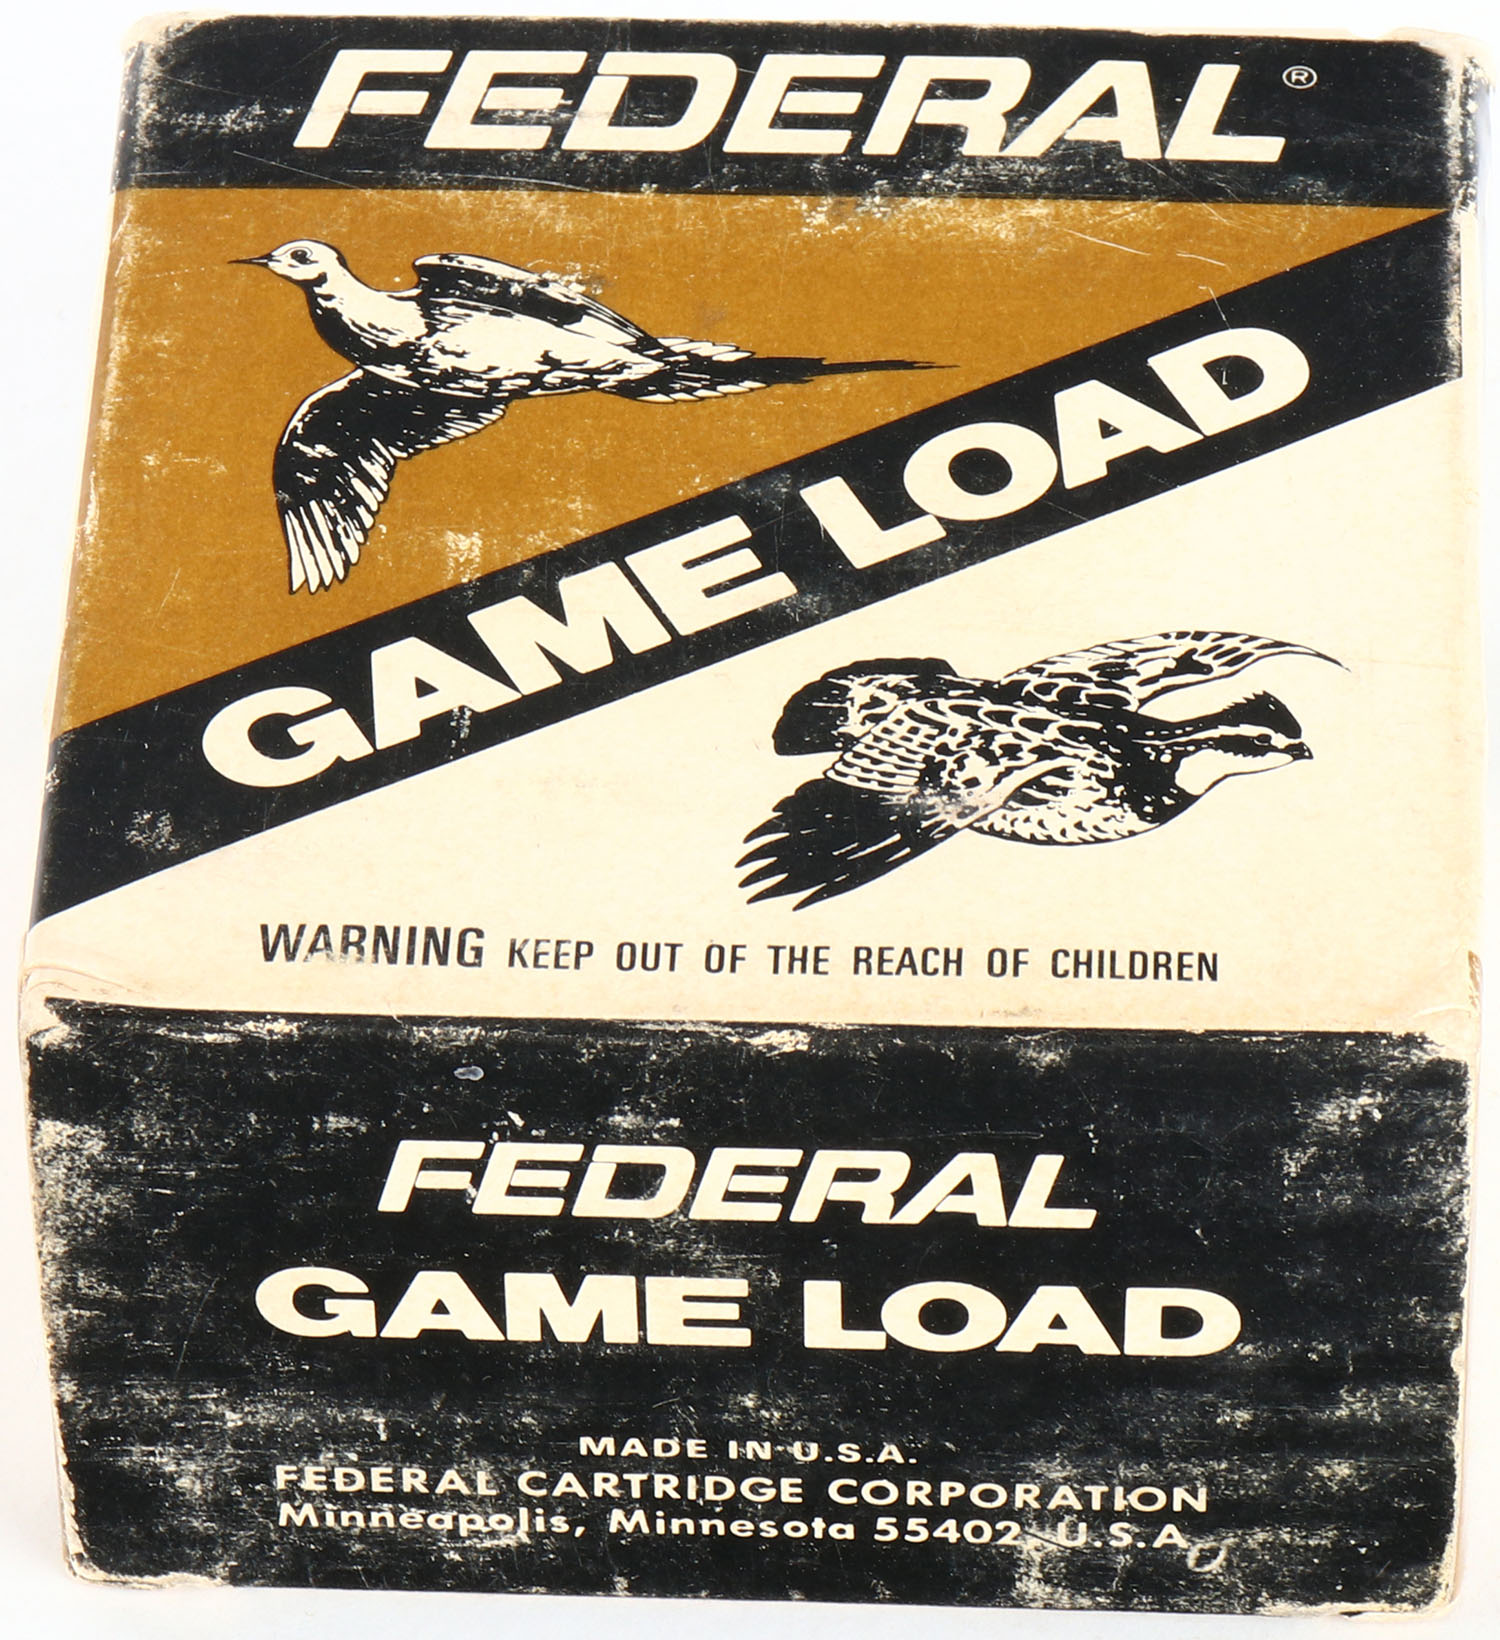 FEDERAL®
GAME LOAD
WARNING KEEP OUT OF THE REACH OF CHILDREN
FEDERAL
GAME LOAD
MADE IN U.S.A.
FEDERAL CARTRIDGE CORPORATION
Minneapolis, Minnesota 55402 U.S.A.